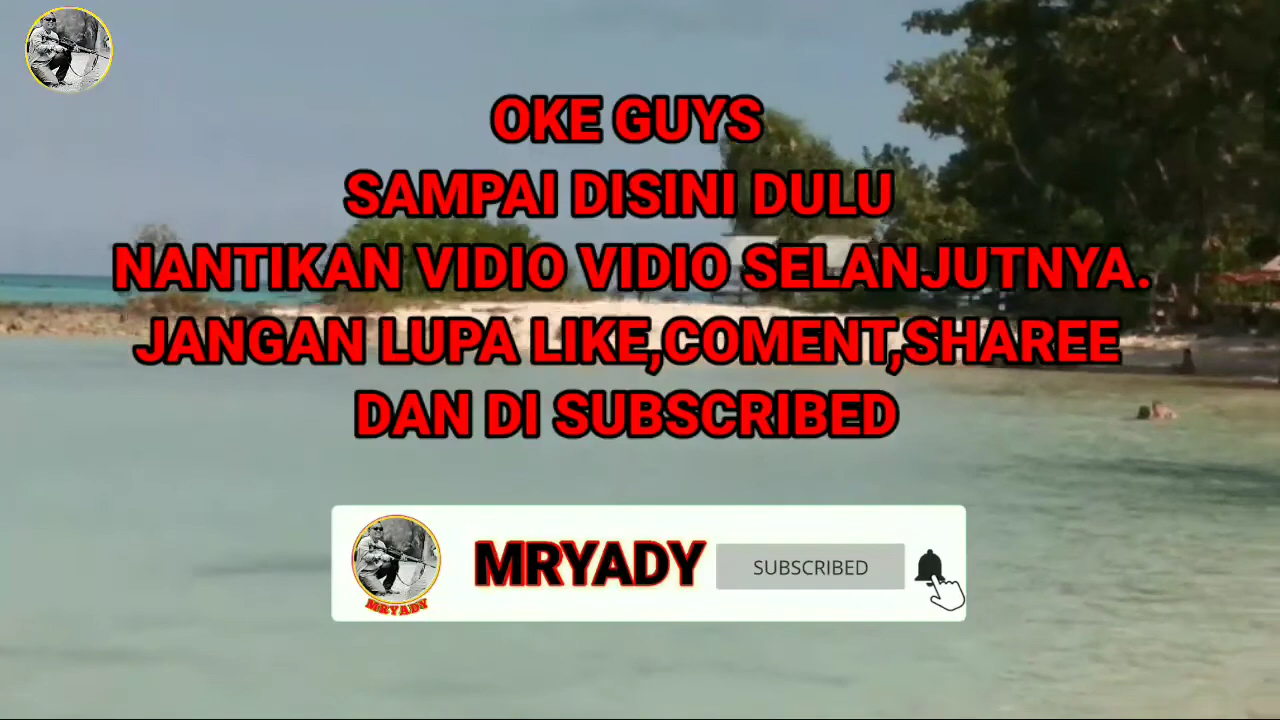 OKE GUYS
SAMPAI DISINI DULU
NANTIKAN VIDIO VIDIO SELANJUTNYA.
JANGAN LUPA LIKE,COMENT,SHAREE
DAN DI SUBSCRIBED
MRYADY
MRYADY SUBSCRIBED